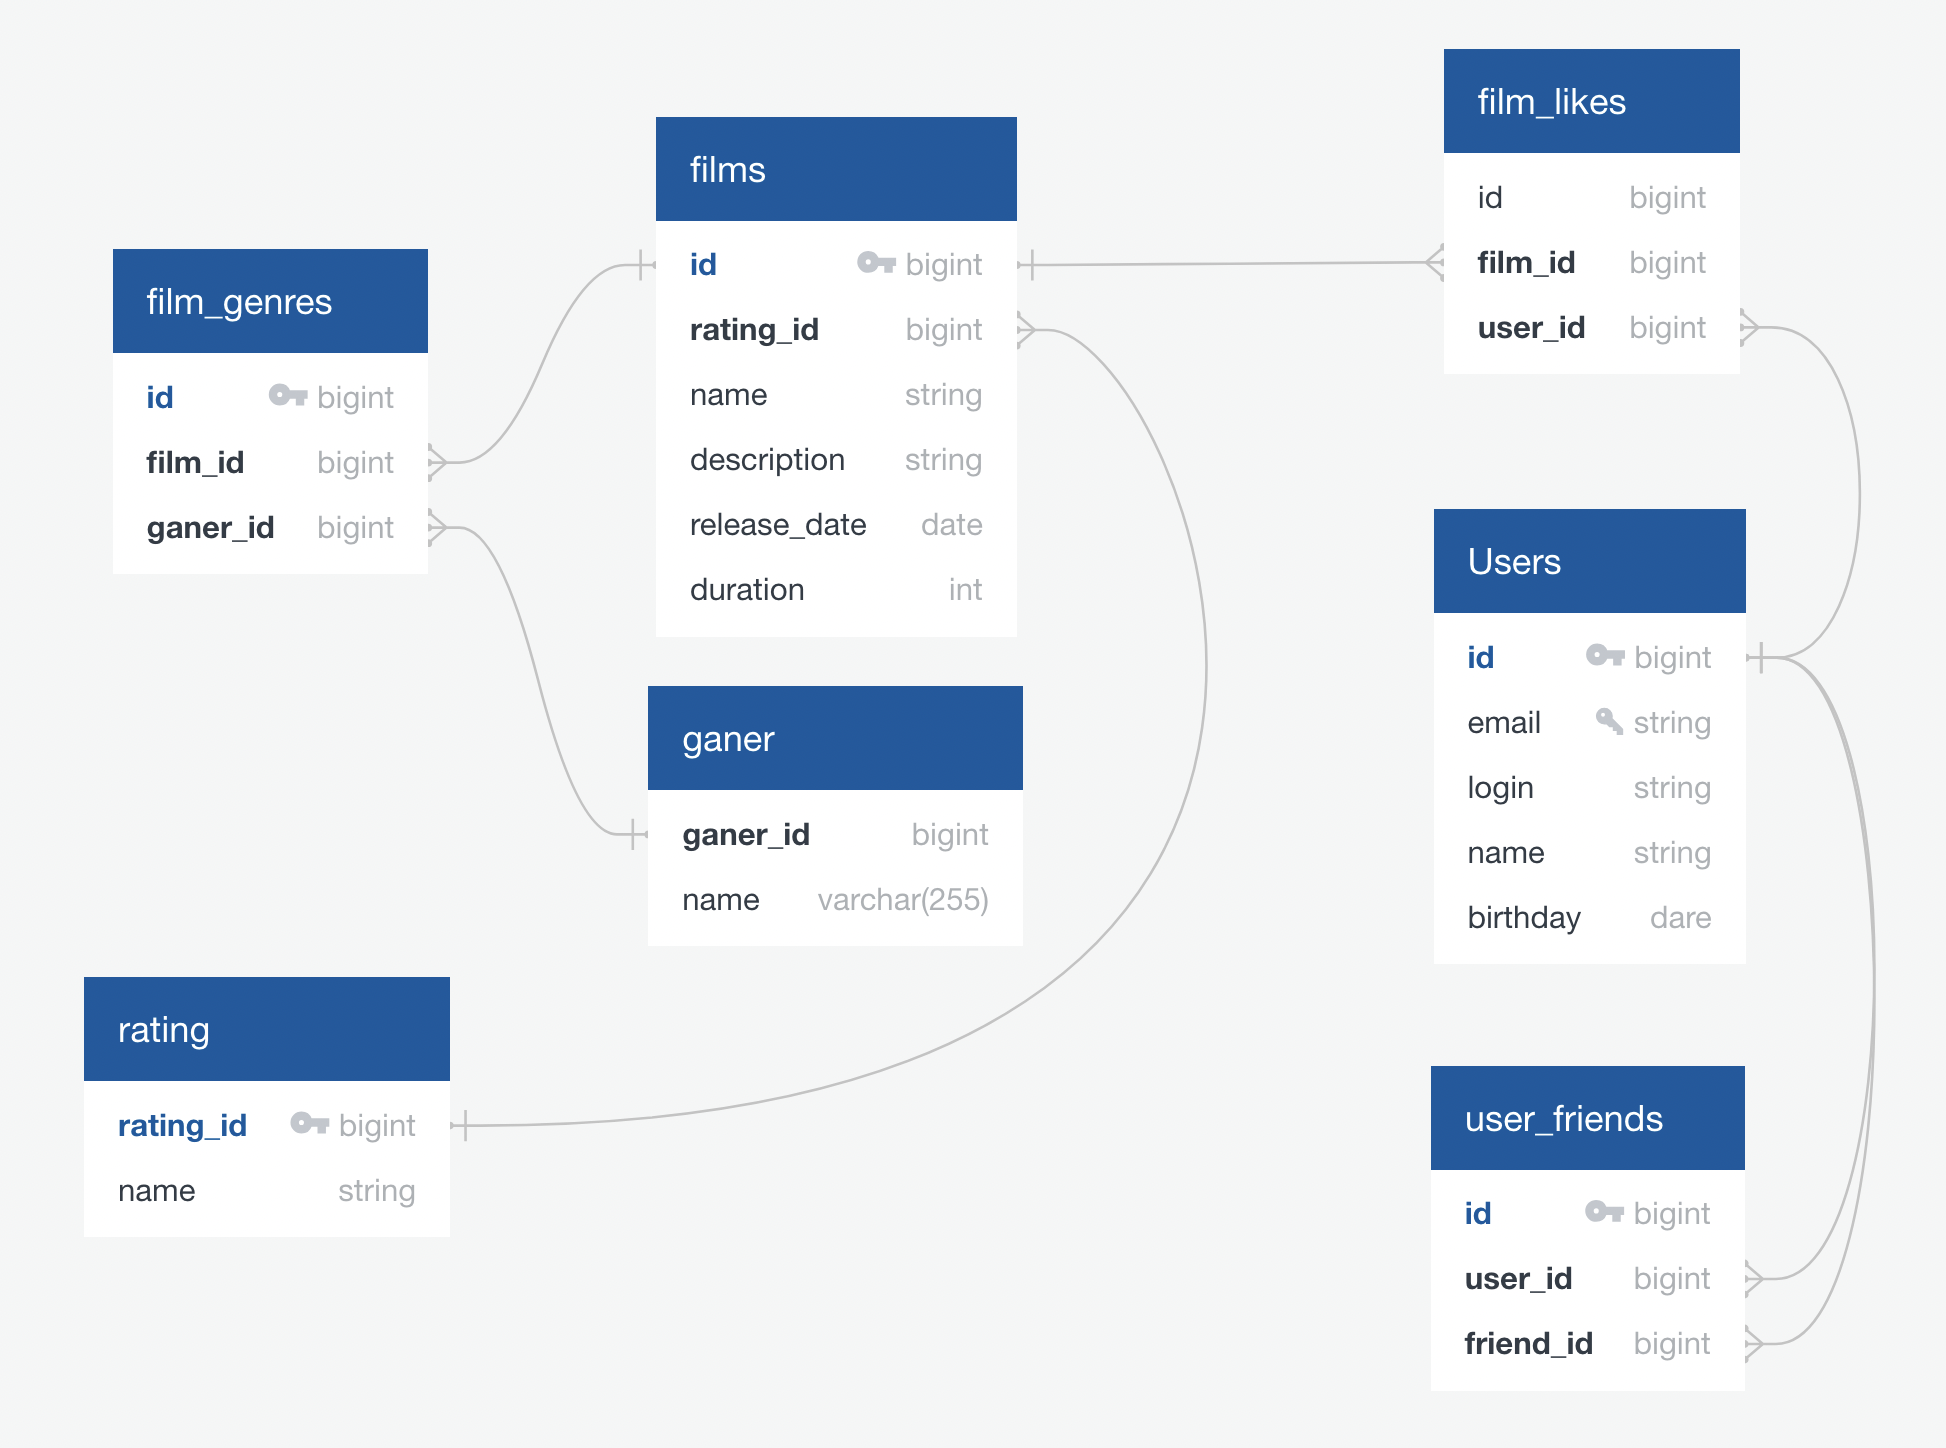 film_genres
id bigint
film_id bigint
ganer_id bigint
films
id bigint
rating_id bigint
name string
description string
release_date date
duration int
ganer
ganer_id bigint
name varchar(255)
rating
rating_id bigint
name string
film_likes
id bigint
film_id bigint
user_id bigint
Users
id bigint
email string
login string
name string
birthday dare
user_friends
id bigint
user_id bigint
friend_id bigint